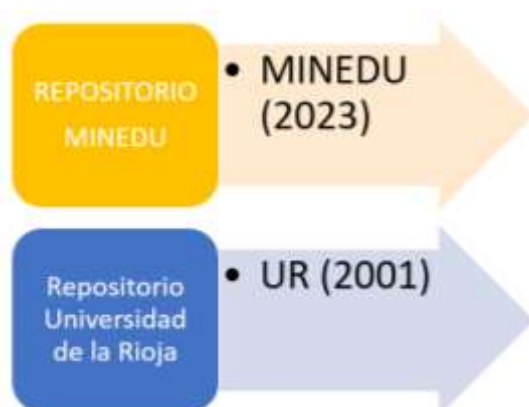 REPOSITORIO
MINEDU
• MINEDU
(2023)
Repositorio
Universidad
de la Rioja
• UR (2001)